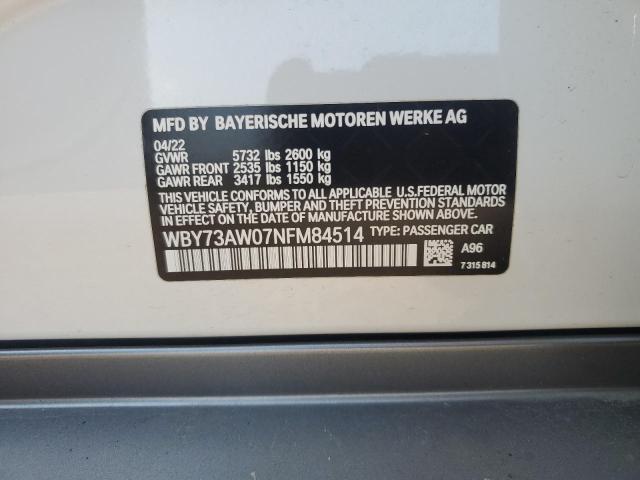 MFD BY BAYERISCHE MOTOREN WERKE AG
04/22
GVWR 5732 lbs 2600 kg
GAWR FRONT 2535 lbs 1150 kg
GAWR REAR 3417 lbs 1550 kg
THIS VEHICLE CONFORMS TO ALL APPLICABLE U.S.FEDERAL MOTOR
VEHICLE SAFETY, BUMPER AND THEFT PREVENTION STANDARDS
IN EFFECT ON THE DATE OF MANUFACTURE SHOWN ABOVE.
WBY73AW07NFM84514 TYPE: PASSENGER CAR
A96
7 315 814